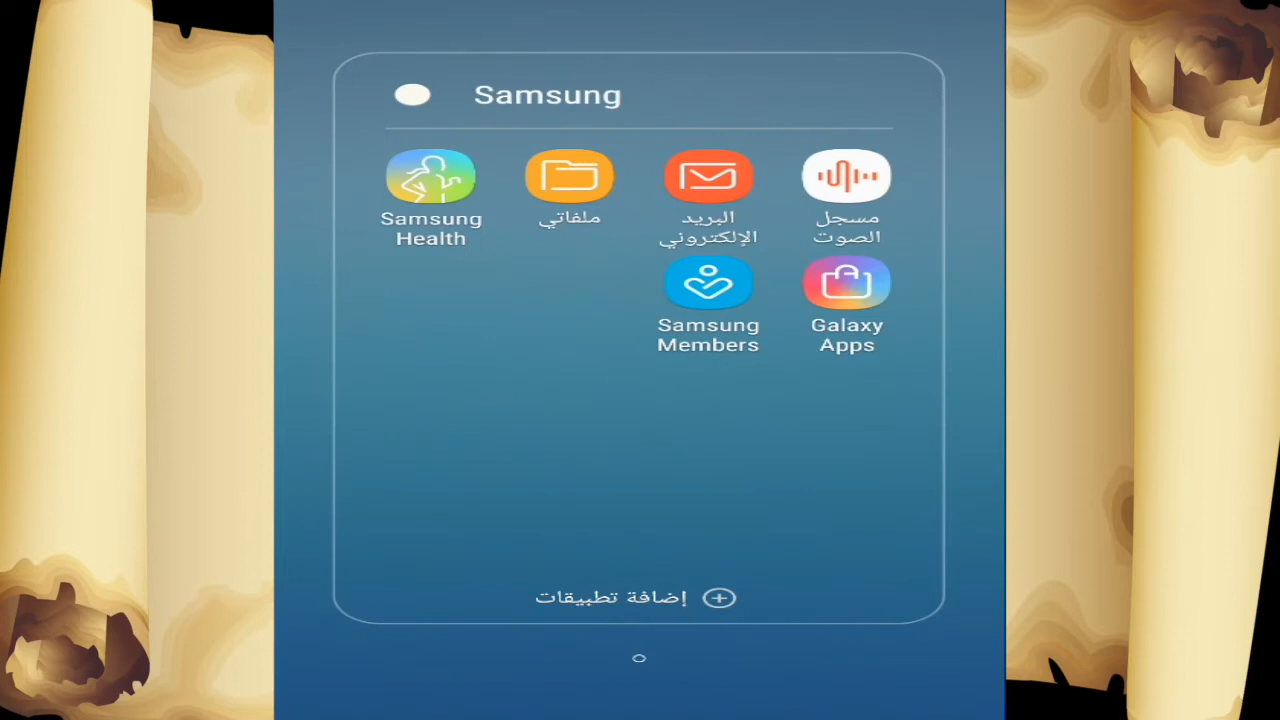 Samsung
مسجل
الصوت
البريد
الإلكتروني
ملفاتي
Samsung
Health
Galaxy
Apps
Samsung
Members
إضافة تطبيقات